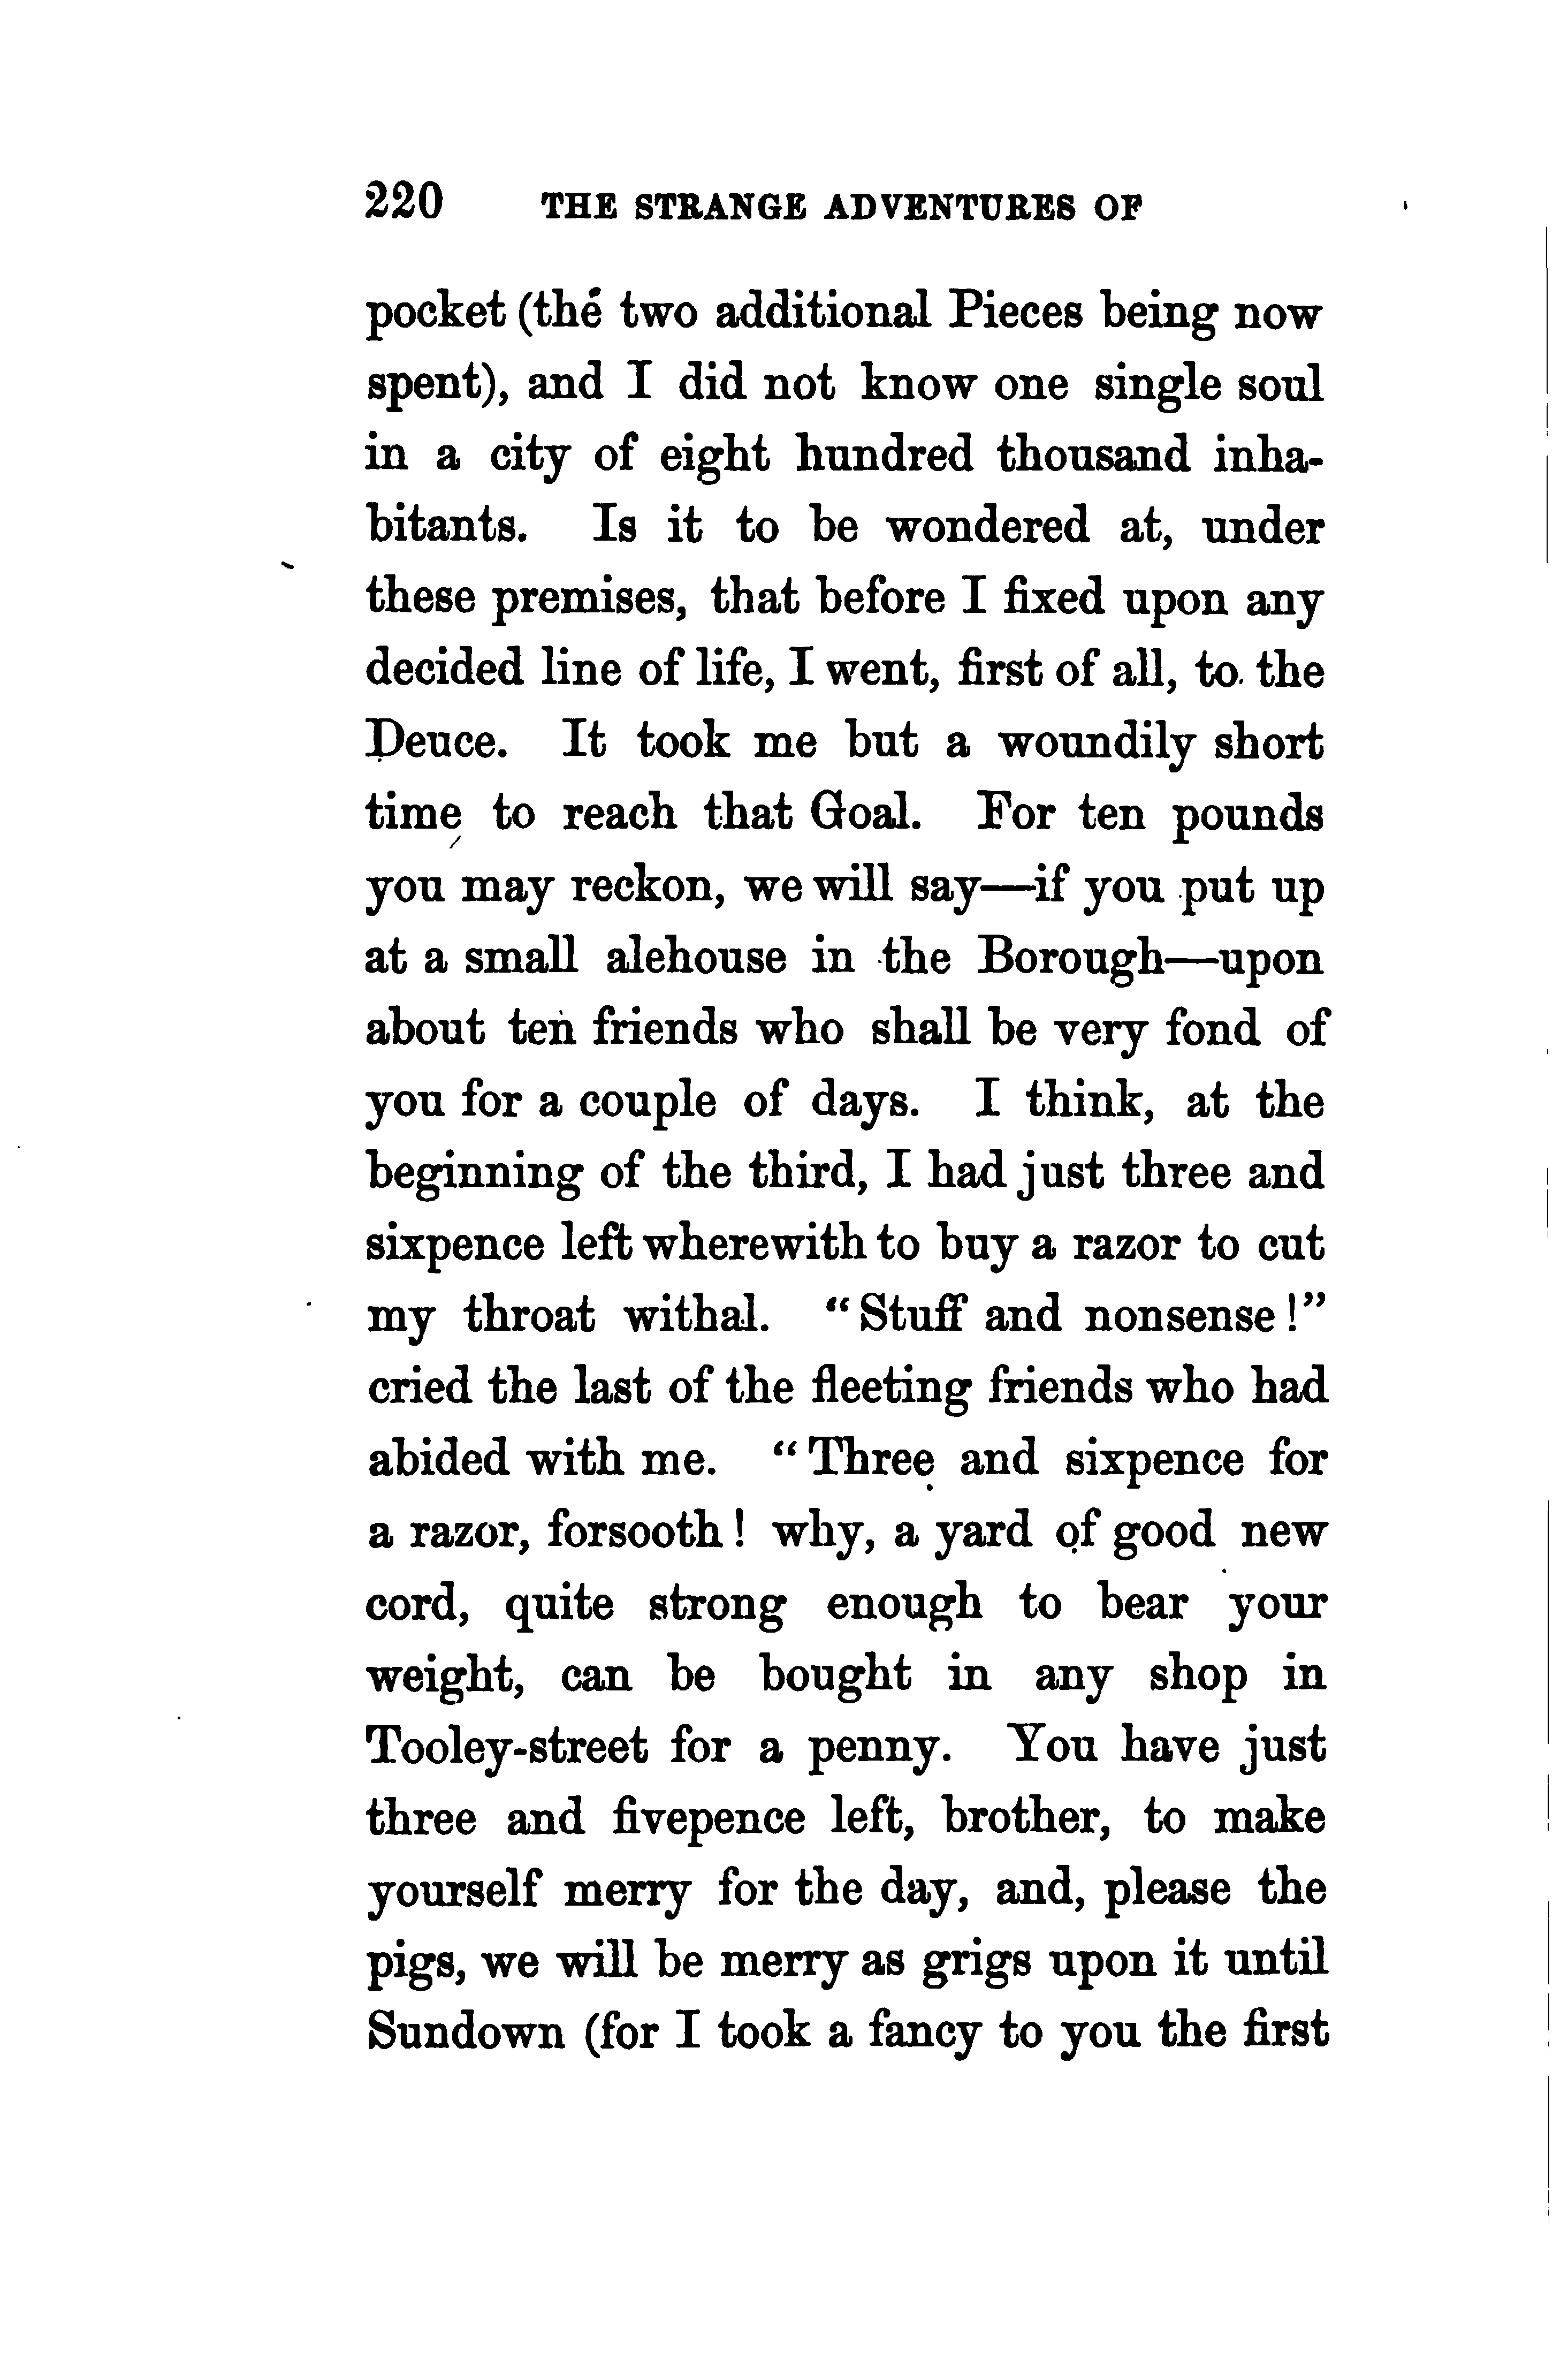 220 THE STRANGE ADVENTURES OF
pocket (the two additional Pieces being now
spent), and I did not know one single soul
in a city of eight hundred thousand inha-
bitants. Is it to be wondered at, under
these premises, that before I fixed upon any
decided line of life, I went, first of all, to the
Deuce. It took me but a woundily short
time to reach that Goal. For ten pounds
you may reckon, we will say—if you put up
at a small alehouse in the Borough—upon
about ten friends who shall be very fond of
you for a couple of days. I think, at the
beginning of the third, I had just three and
sixpence left wherewith to buy a razor to cut
my throat withal. "Stuff and nonsense!"
cried the last of the fleeting friends who had
abided with me. "Three and sixpence for
a razor, forsooth! why, a yard of good new
cord, quite strong enough to bear your
weight, can be bought in any shop in
Tooley-street for a penny. You have just
three and fivepence left, brother, to make
yourself merry for the day, and, please the
pigs, we will be merry as grigs upon it until
Sundown (for I took a fancy to you the first